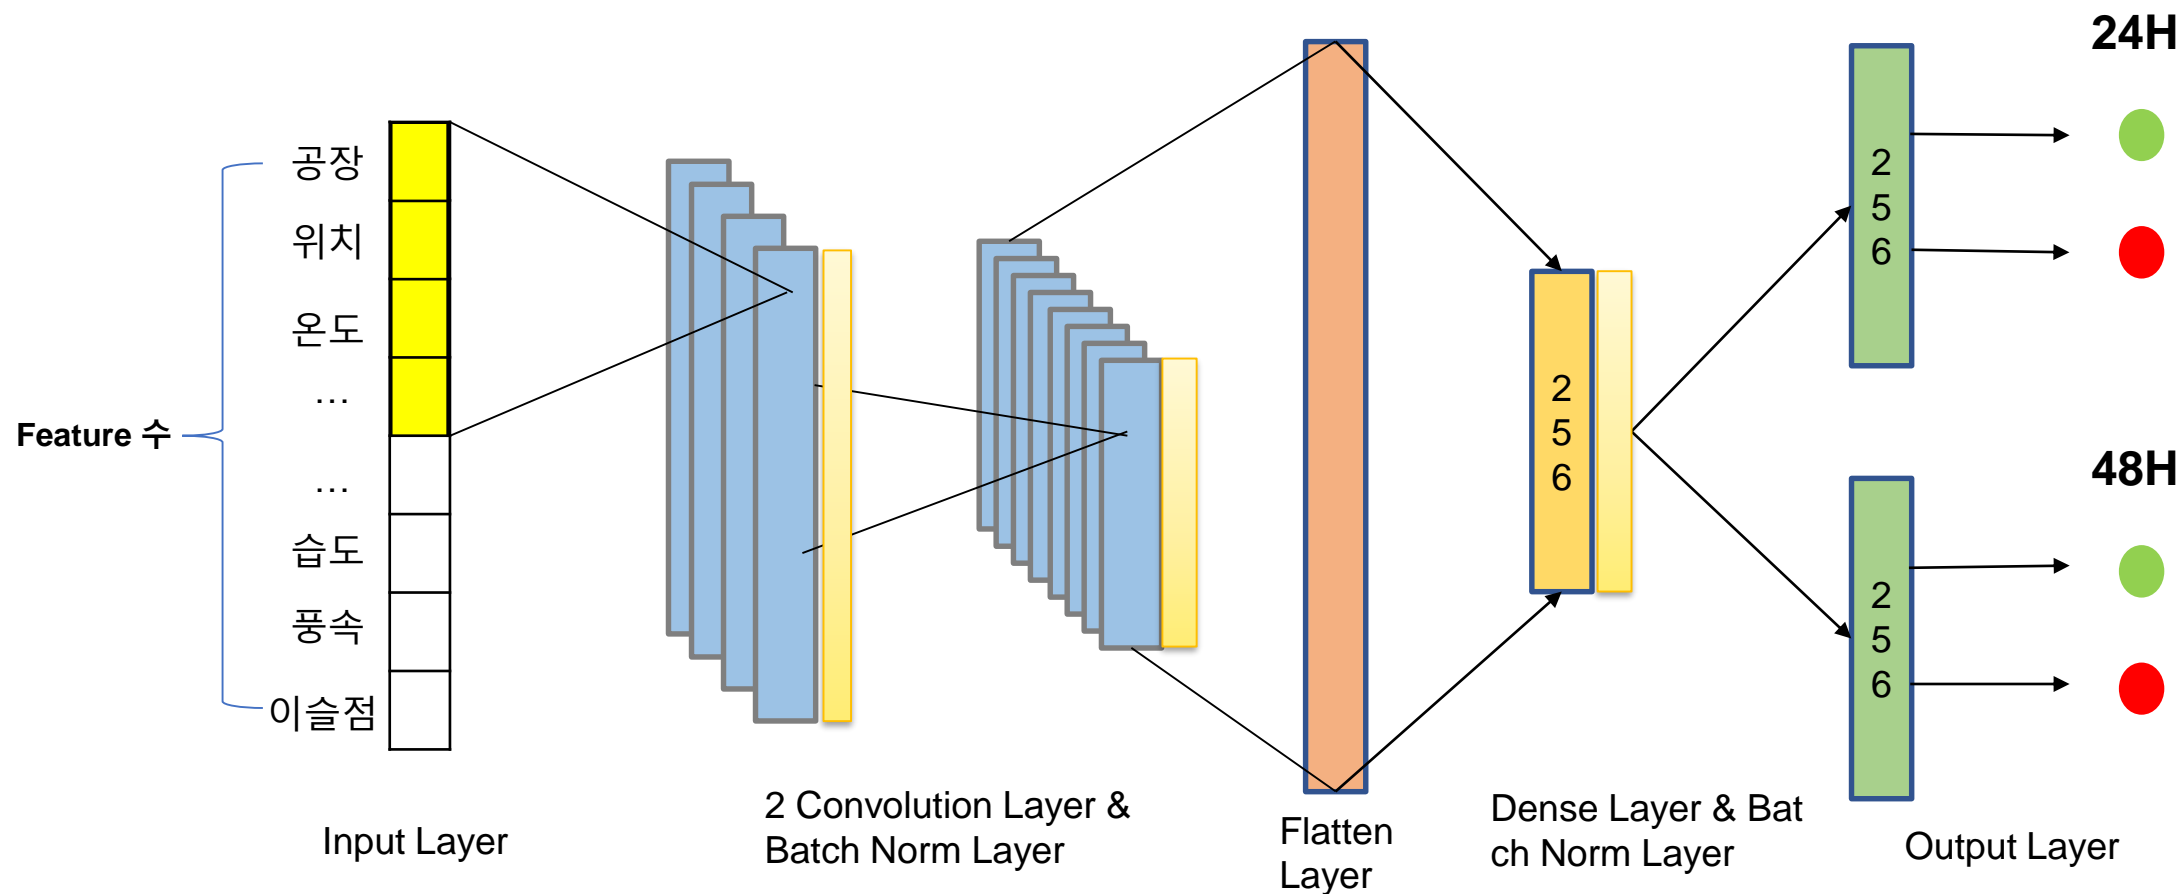 Feature 수
공장
위치
온도
…
…
습도
풍속
이슬점
Input Layer
2 Convolution Layer &
Batch Norm Layer
Flatten
Layer
2
5
6
Dense Layer & Bat
ch Norm Layer
24H
2
5
6
48H
2
5
6
Output Layer